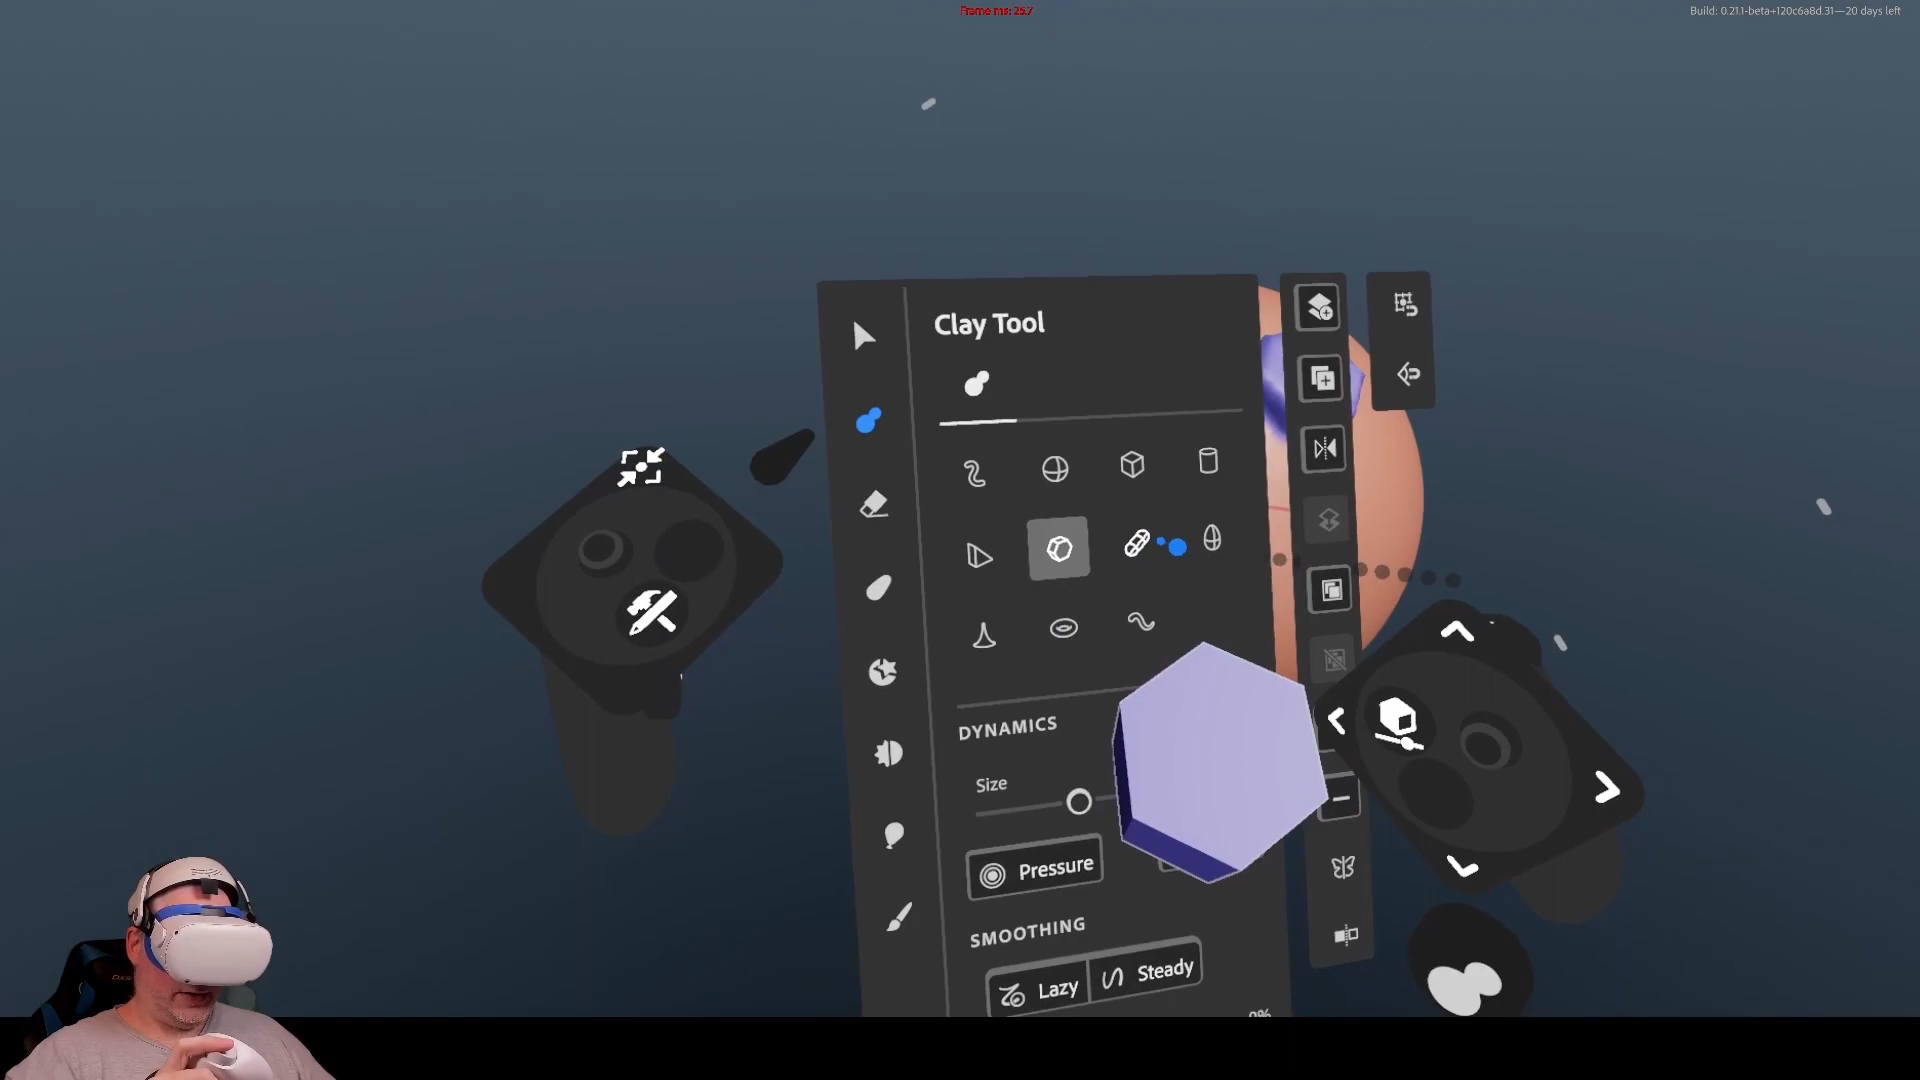 Frame ms: 25.7
Build: 0.21.1-beta+120c6a8d.31—20 days left
Clay Tool
DYNAMICS
Size
Pressure
SMOOTHING
Lazy
Steady
0%